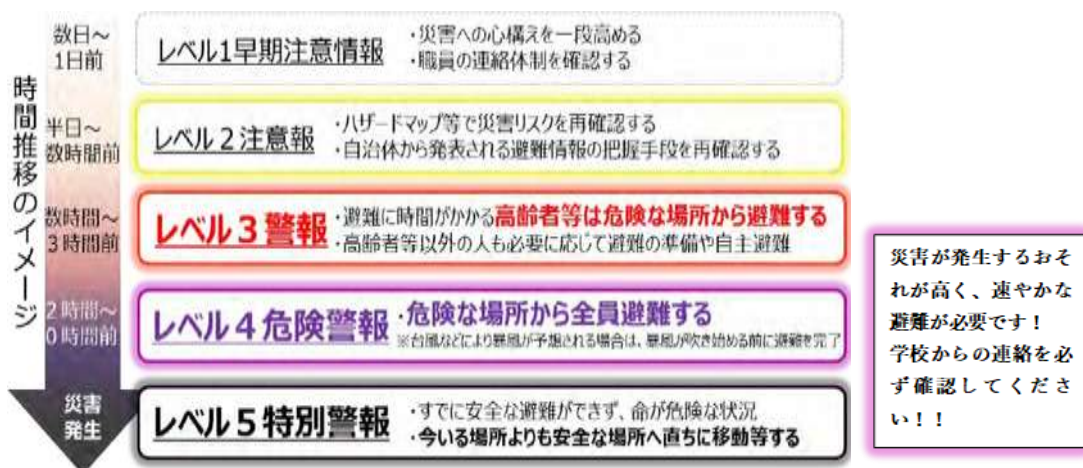 時間推移のイメージ
数日～
1日前
レベル1早期注意情報
・災害への心構えを一段高める
・職員の連絡体制を確認する
半日～
数時間前
レベル2注意報
・ハザードマップ等で災害リスクを再確認する
・自治体から発表される避難情報の把握手段を再確認する
数時間～
3時間前
レベル3警報
・避難に時間がかかる高齢者等は危険な場所から避難する
・高齢者等以外の人も必要に応じて避難の準備や自主避難
2時間～
0時間前
レベル4危険警報
・危険な場所から全員避難する
※台風などにより暴風が予想される場合は、暴風が吹き始める前に避難を完了
災害
発生
レベル5特別警報
・すでに安全な避難ができず、命が危険な状況
・今いる場所よりも安全な場所へ直ちに移動等する
災害が発生するおそ
れが高く、速やかな
避難が必要です！
学校からの連絡を必
ず確認してくださ
い！！